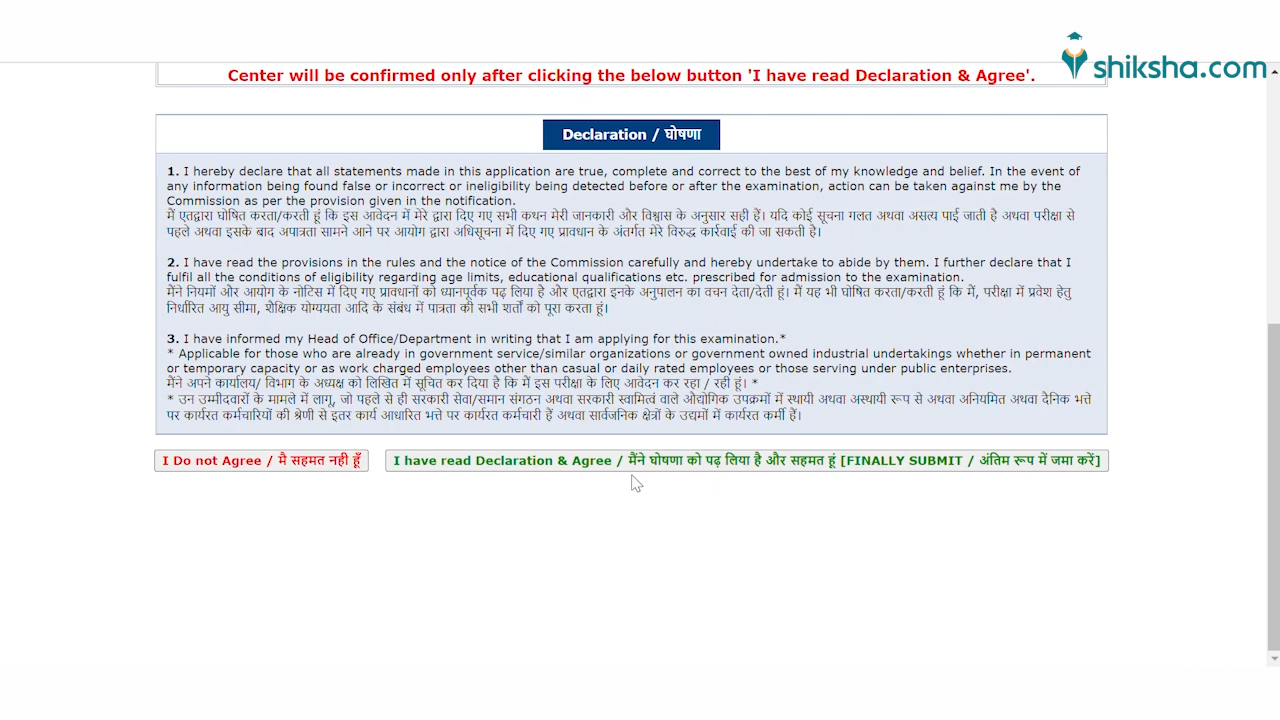 shiksha.com
Center will be confirmed only after clicking the below button 'I have read Declaration & Agree'.
Declaration / घोषणा
1. I hereby declare that all statements made in this application are true, complete and correct to the best of my knowledge and belief. In the event of
any information being found false or incorrect or ineligibility being detected before or after the examination, action can be taken against me by the
Commission as per the provision given in the notification.
मैं एतद्वारा घोषित करता/करती हूं कि इस आवेदन में मेरे द्वारा दिए गए सभी कथन मेरी जानकारी और विश्वास के अनुसार सही हैं। यदि कोई सूचना गलत अथवा असत्य पाई जाती है अथवा परीक्षा से
पहले अथवा इसके बाद अपात्रता सामने आने पर आयोग द्वारा अधिसूचना में दिए गए प्रावधान के अंतर्गत मेरे विरुद्ध कार्रवाई की जा सकती है।
2. I have read the provisions in the rules and the notice of the Commission carefully and hereby undertake to abide by them. I further declare that I
fulfil all the conditions of eligibility regarding age limits, educational qualifications etc. prescribed for admission to the examination.
मैंने नियमों और आयोग के नोटिस में दिए गए प्रावधानों को ध्यानपूर्वक पढ़ लिया है और एतद्वारा इनके अनुपालन का वचन देता/देती हूं। मैं यह भी घोषित करता/करती हूं कि मैं, परीक्षा में प्रवेश हेतु
निर्धारित आयु सीमा, शैक्षिक योग्ययता आदि के संबंध में पात्रता की सभी शर्तों को पूरा करता हूं।
3. I have informed my Head of Office/Department in writing that I am applying for this examination.*
* Applicable for those who are already in government service/similar organizations or government owned industrial undertakings whether in permanent
or temporary capacity or as work charged employees other than casual or daily rated employees or those serving under public enterprises.
मैंने अपने कार्यालय/ विभाग के अध्यक्ष को लिखित में सूचित कर दिया है कि मैं इस परीक्षा के लिए आवेदन कर रहा / रही हूं। *
* उन उम्मीदवारों के मामले में लागू, जो पहले से ही सरकारी सेवा/समान संगठन अथवा सरकारी स्वामित्व वाले औद्योगिक उपक्रमों में स्थायी अथवा अस्थायी रूप से अथवा अनियमित अथवा दैनिक भत्ते
पर कार्यरत कर्मचारियों की श्रेणी से इतर कार्य आधारित भत्ते पर कार्यरत कर्मचारी हैं अथवा सार्वजनिक क्षेत्रों के उद्यमों में कार्यरत कर्मी हैं।
I Do not Agree / मै सहमत नही हूँ
I have read Declaration & Agree / मैंने घोषणा को पढ़ लिया है और सहमत हूं [FINALLY SUBMIT / अंतिम रूप में जमा करें]